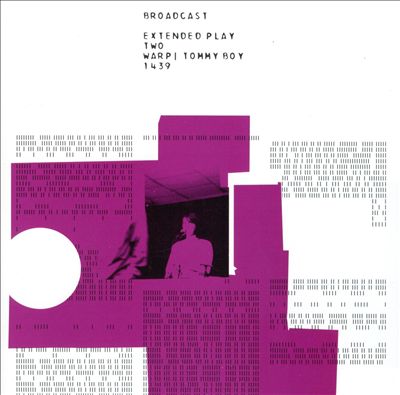 BROADCAST
EXTENDED PLAY
TWO
WARP| TOMMY BOY
1439